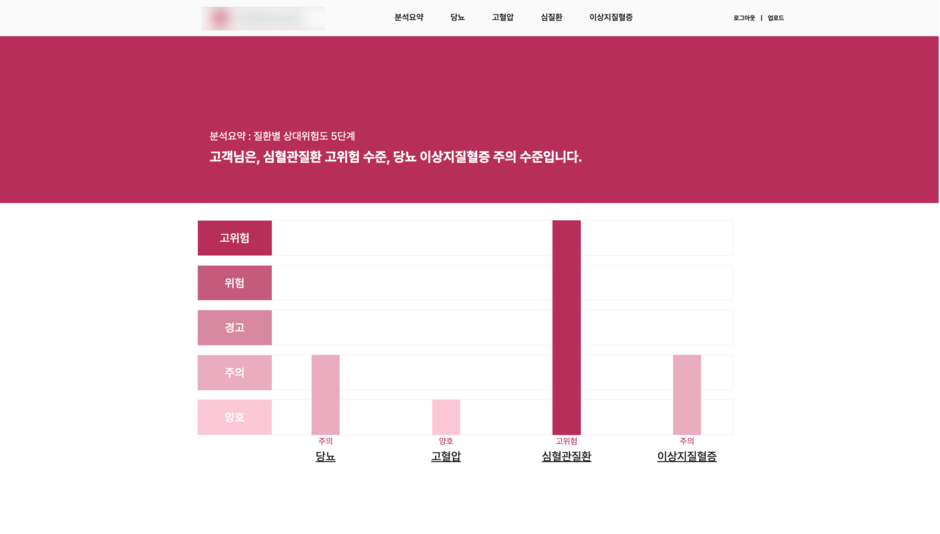 분석요약 당뇨 고혈압 심질환 이상지질혈증 로그아웃 | 업로드
분석요약 : 질환별 상대위험도 5단계
고객님은, 심혈관질환 고위험 수준, 당뇨 이상지질혈증 주의 수준입니다.
고위험
위험
경고
주의
양호
주의 양호 고위험 주의
당뇨 고혈압 심혈관질환 이상지질혈증